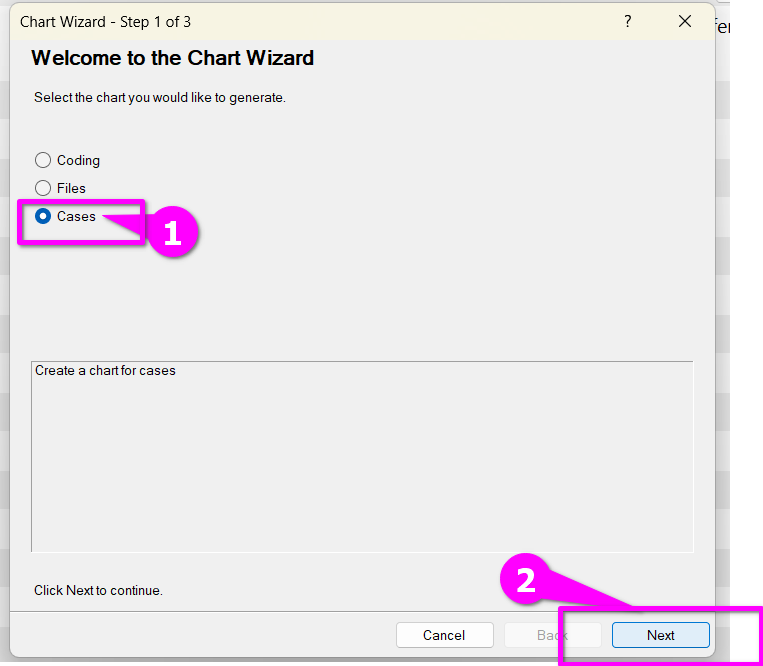 Chart Wizard - Step 1 of 3 ?
Welcome to the Chart Wizard
Select the chart you would like to generate.
Coding
Files
Cases
1
Create a chart for cases
Click Next to continue.
2
Cancel Back Next